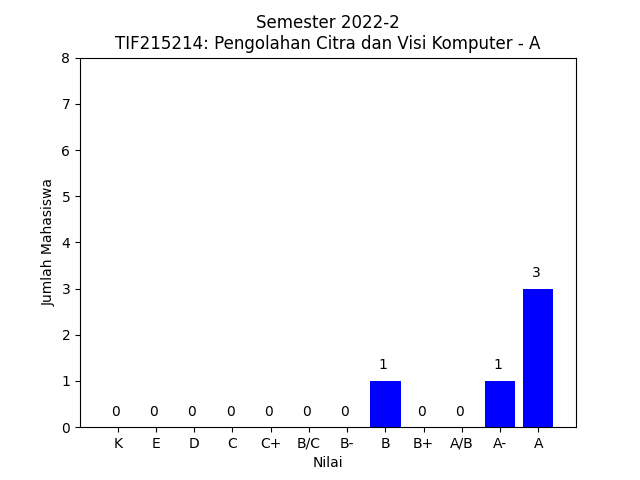 Semester 2022-2
TIF215214: Pengolahan Citra dan Visi Komputer - A
8
7
6
5
4
3
2
1
0
Jumlah Mahasiswa
0 0 0 0 0 0 0 1 0 0 1 3
K E D C C+ B/C B- B B+ A/B A- A
Nilai